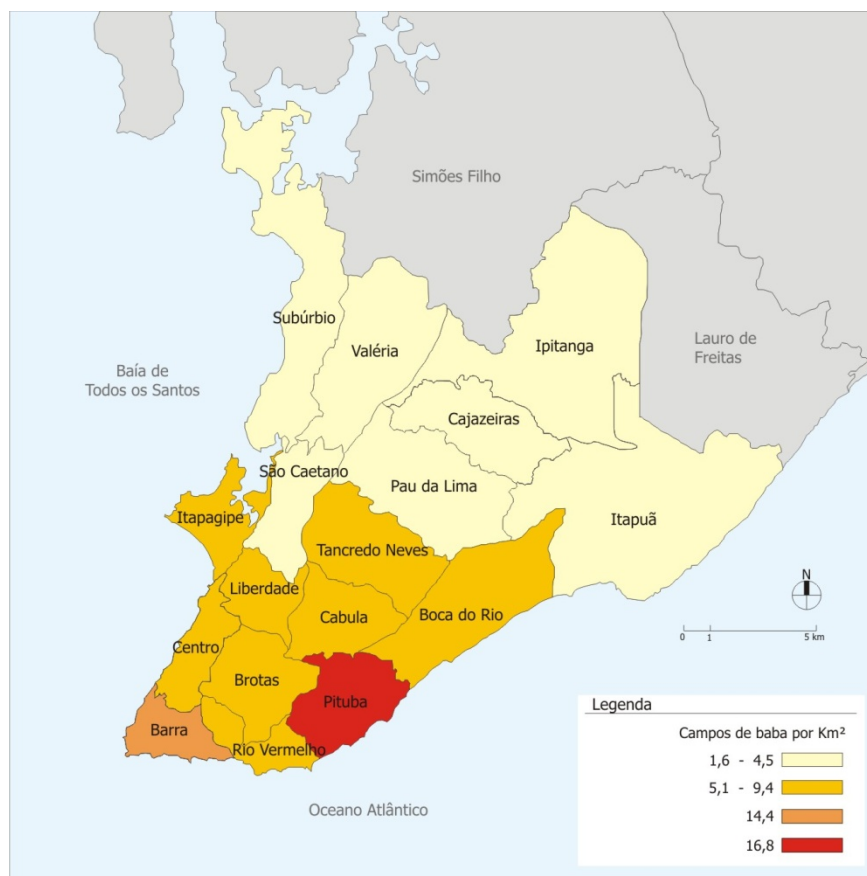 Simões Filho
Subúrbio
Valéria
Ipitanga
Lauro de
Freitas
Baía de
Todos os Santos
Cajazeiras
São Caetano
Pau da Lima
Itapagipe
Itapuã
Tancredo Neves
Liberdade
Cabula
Boca do Rio
N
0 1 5 km
Centro
Brotas
Pituba
Barra
Rio Vermelho
Oceano Atlântico
Legenda
Campos de baba por Km²
1,6 - 4,5
5,1 - 9,4
14,4
16,8